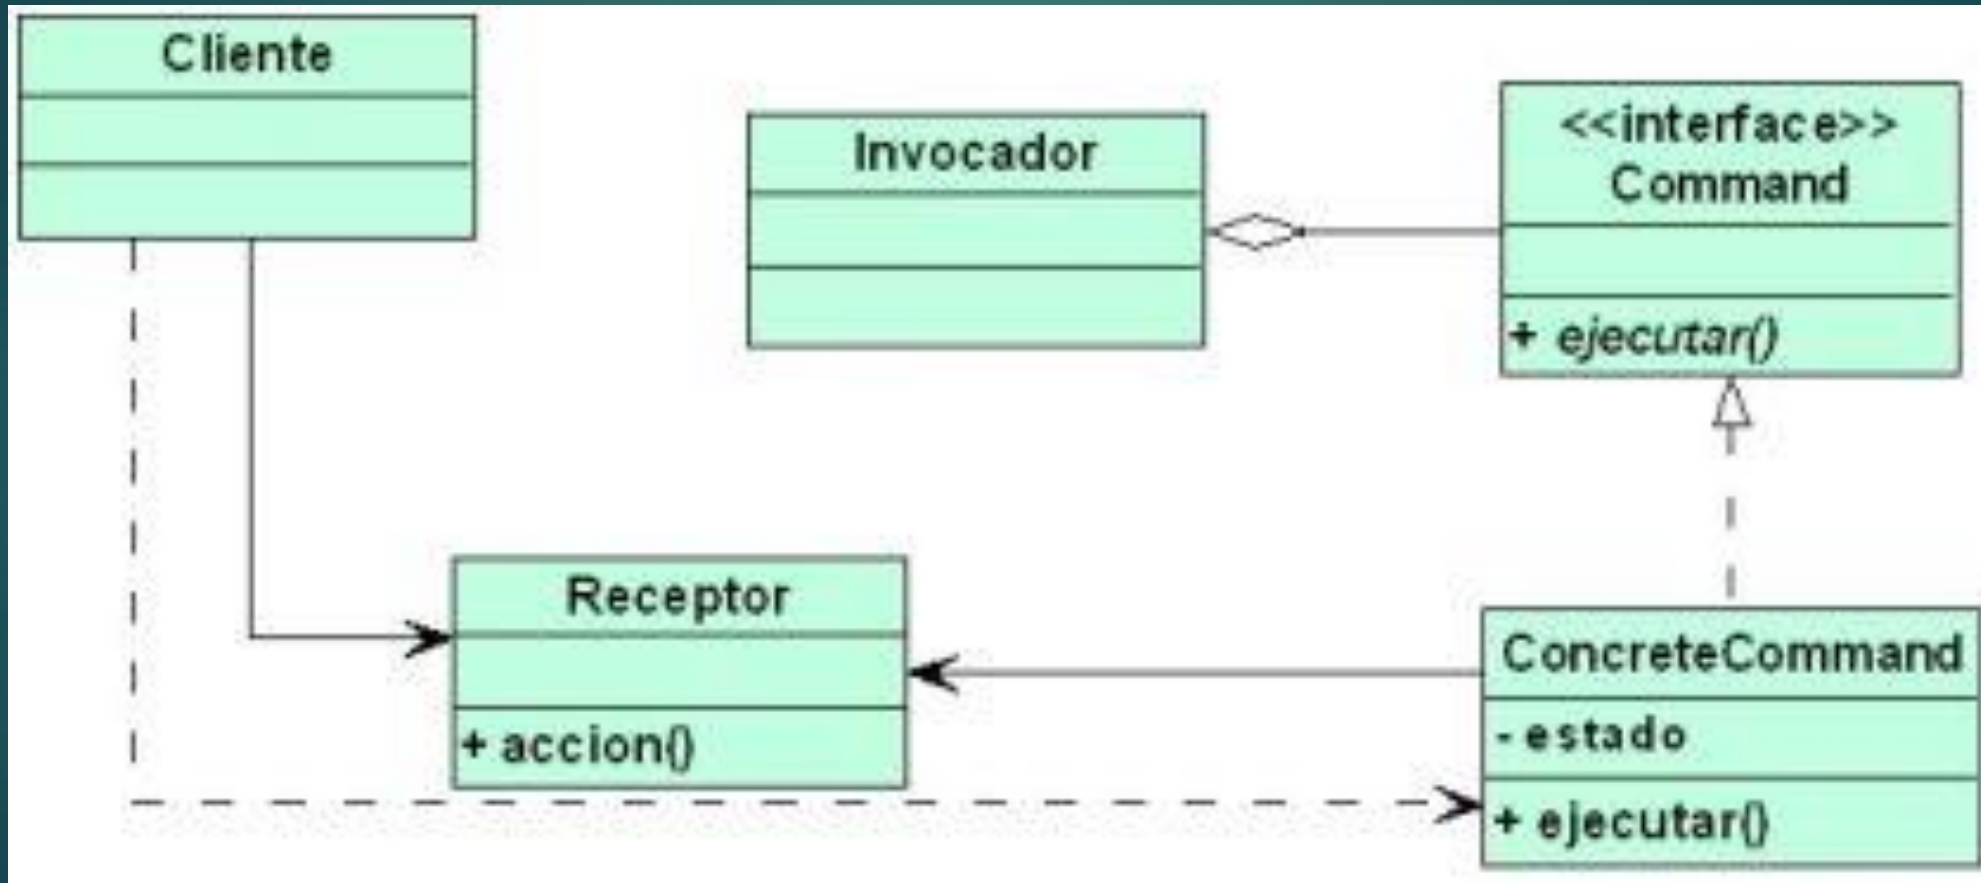 Cliente
Invocador
<<interface>>
Command
+ ejecutar()
Receptor
+ accion()
ConcreteCommand
- estado
+ ejecutar()